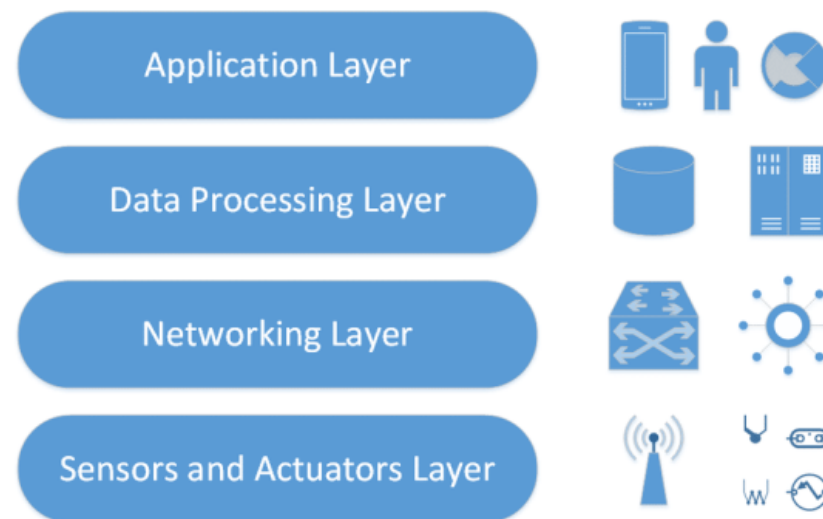 Application Layer
Data Processing Layer
Networking Layer
Sensors and Actuators Layer